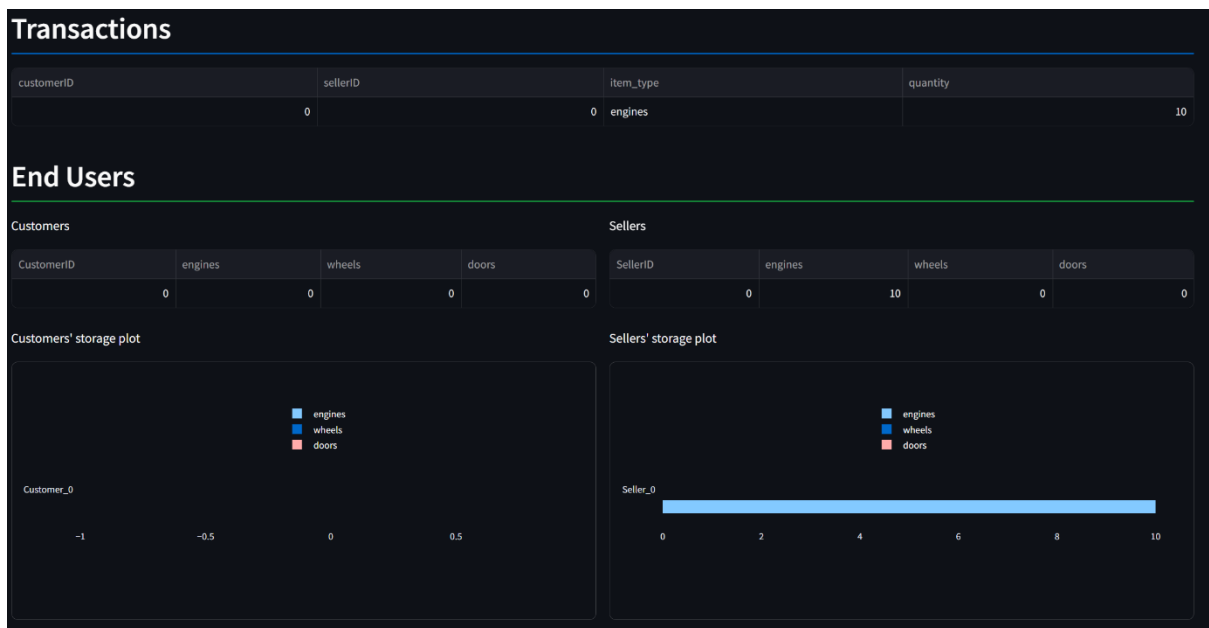 Transactions
customerID sellerID item_type quantity
0 0 engines 10
End Users
Customers
CustomerID engines wheels doors
0 0 0 0
Customers' storage plot
engines
wheels
doors
Customer_0
−1 −0.5 0 0.5
Sellers
SellerID engines wheels doors
0 10 0 0
Sellers' storage plot
engines
wheels
doors
Seller_0
0 2 4 6 8 10